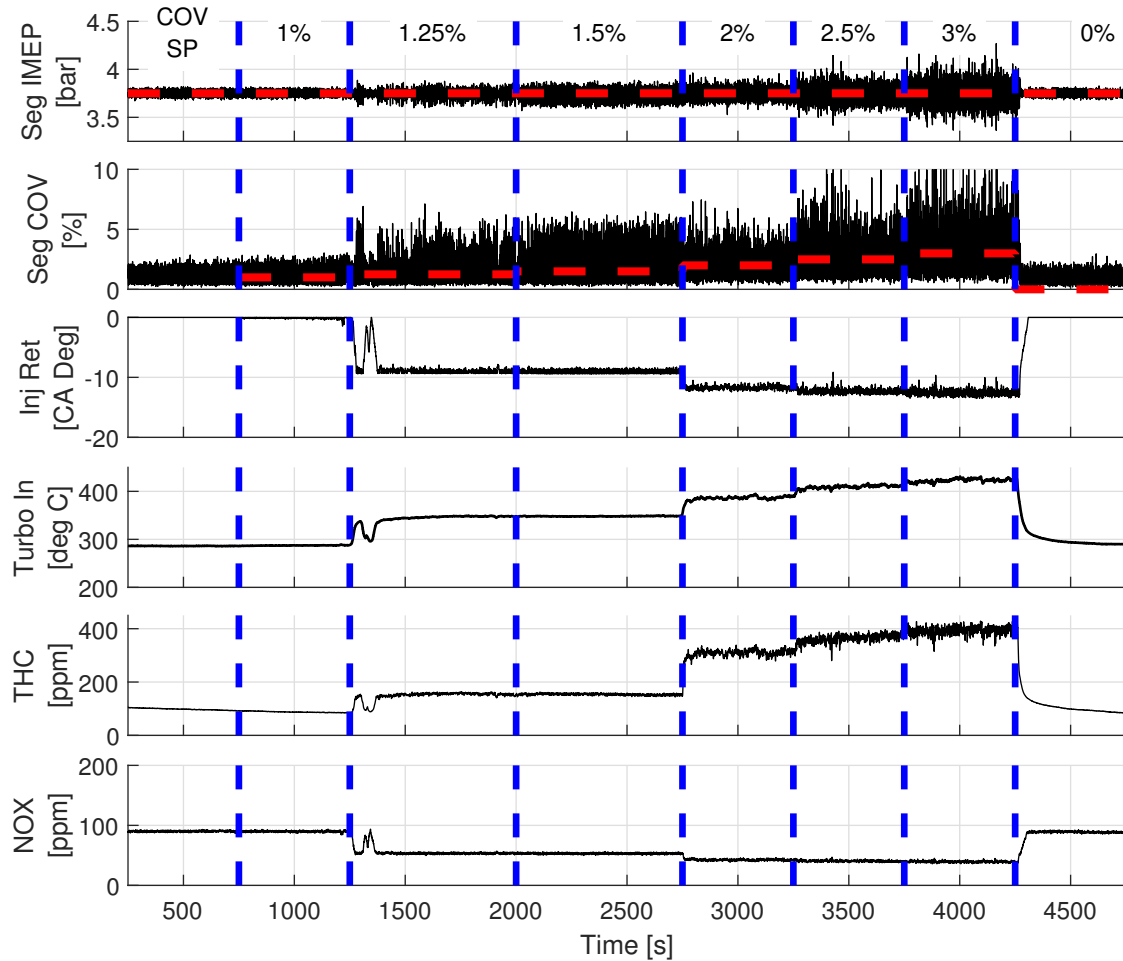 COV
SP
1%
1.25%
1.5%
2%
2.5%
3%
0%
Seg IMEP
[bar]
4.5
4
3.5
Seg COV
[%]
10
5
0
Inj Ret
[CA Deg]
0
-10
-20
Turbo In
[deg C]
400
300
200
THC
[ppm]
400
200
0
NOX
[ppm]
200
100
0
500
1000
1500
2000
2500
3000
3500
4000
4500
Time [s]